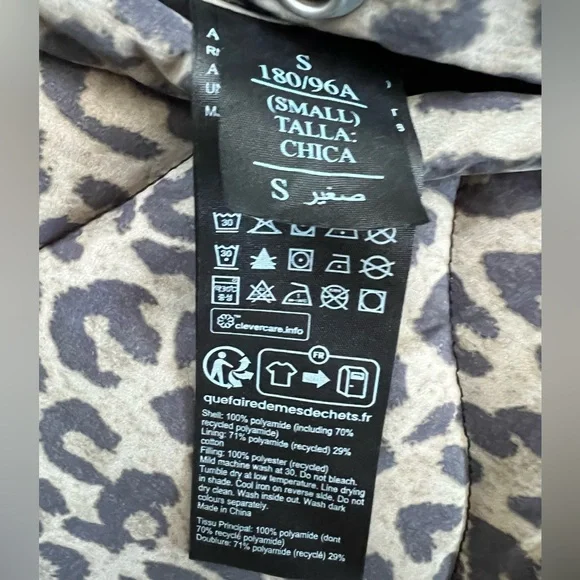 A
S
180/96A
(SMALL)
TALLA:
CHICA
S صغير
30
30
clevercare.info
FR
quefairedemesdechets.fr
Shell: 100% polyamide (including 70%
recycled polyamide)
Lining: 71% polyamide (recycled) 29%
cotton
Filling: 100% polyester (recycled)
Mild machine wash at 30. Do not bleach.
Tumble dry at low temperature. Line drying
in shade. Cool iron on reverse side. Do not
dry clean. Wash inside out. Wash dark
colours separately.
Made in China
Tissu Principal: 100% polyamide (dont
70% recyclé polyamide)
Doublure: 71% polyamide (recyclé) 29%